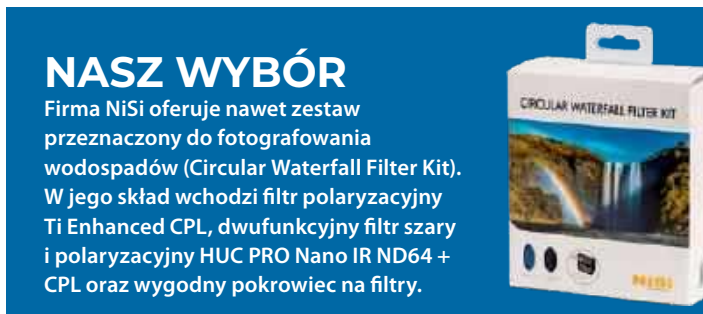 NASZ WYBÓR
Firma NiSi oferuje nawet zestaw
przeznaczony do fotografowania
wodospadów (Circular Waterfall Filter Kit).
W jego skład wchodzi filtr polaryzacyjny
Ti Enhanced CPL, dwufunkcyjny filtr szary
i polaryzacyjny HUC PRO Nano IR ND64 +
CPL oraz wygodny pokrowiec na filtry.
CIRCULAR WATERFALL FILTER KIT
NiSi